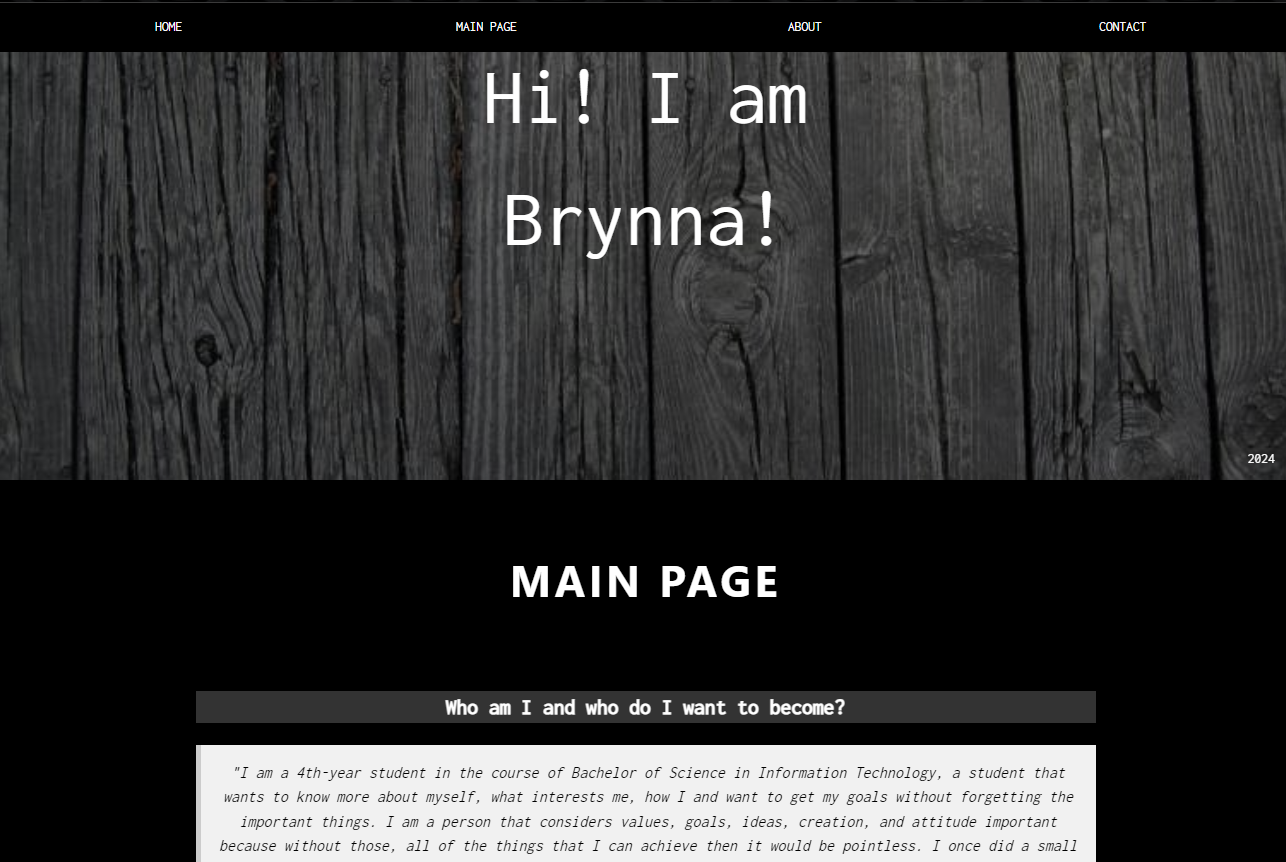 HOME MAIN PAGE ABOUT CONTACT
Hi! I am
Brynna!
2024
MAIN PAGE
Who am I and who do I want to become?
"I am a 4th-year student in the course of Bachelor of Science in Information Technology, a student that
wants to know more about myself, what interests me, how I and want to get my goals without forgetting the
important things. I am a person that considers values, goals, ideas, creation, and attitude important
because without those, all of the things that I can achieve then it would be pointless. I once did a small